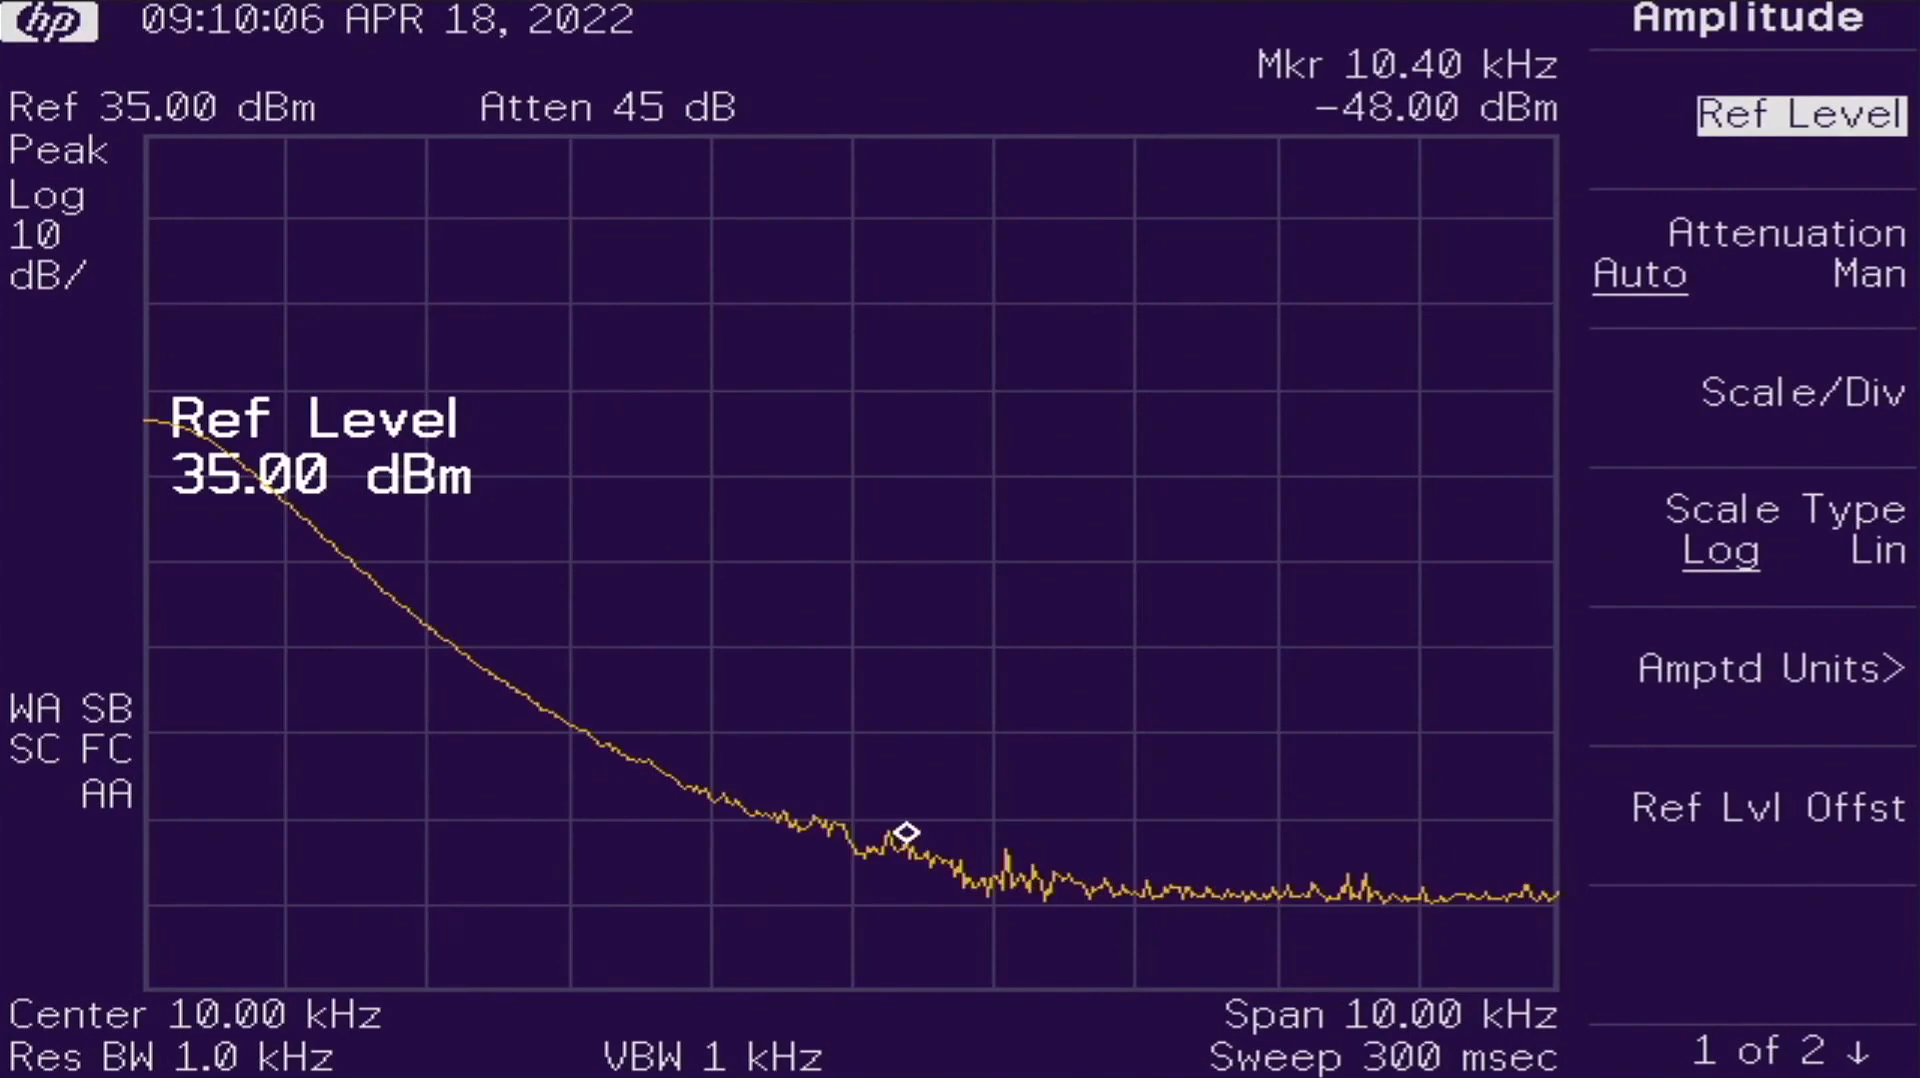 hp 09:10:06 APR 18, 2022
Mkr 10.40 kHz
Ref 35.00 dBm Atten 45 dB -48.00 dBm
Peak
Log
10
dB/
Ref Level
35.00 dBm
WA SB
SC FC
AA
Center 10.00 kHz Span 10.00 kHz
Res BW 1.0 kHz VBW 1 kHz Sweep 300 msec
Amplitude
Ref Level
Attenuation
Auto Man
Scale/Div
Scale Type
Log Lin
Amptd Units>
Ref Lvl Offst
1 of 2 ↓